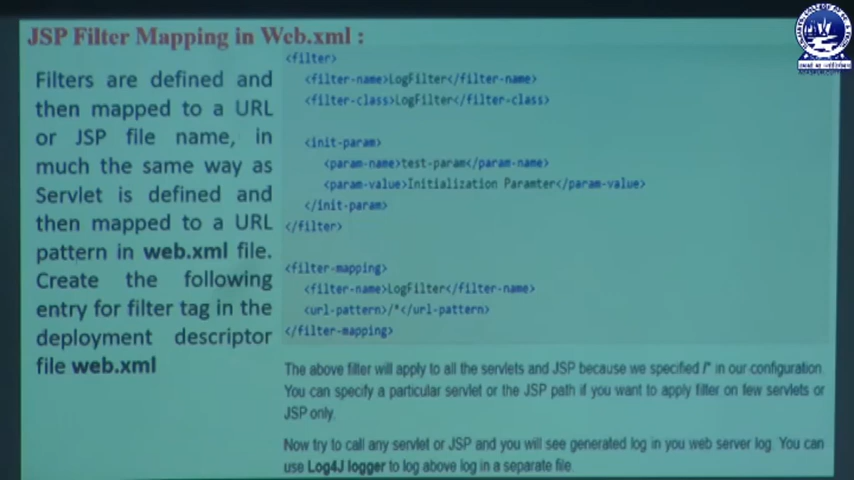 JSP Filter Mapping in Web.xml :
Filters are defined and
then mapped to a URL
or JSP file name, in
much the same way as
Servlet is defined and
then mapped to a URL
pattern in web.xml file.
Create the following
entry for filter tag in the
deployment descriptor
file web.xml
<filter>
<filter-name>LogFilter</filter-name>
<filter-class>LogFilter</filter-class>
<init-param>
<param-name>test-param</param-name>
<param-value>Initialization Paramter</param-value>
</init-param>
</filter>
<filter-mapping>
<filter-name>LogFilter</filter-name>
<url-pattern>/*</url-pattern>
</filter-mapping>
The above filter will apply to all the servlets and JSP because we specified /* in our configuration.
You can specify a particular servlet or the JSP path if you want to apply filter on few servlets or
JSP only.
Now try to call any servlet or JSP and you will see generated log in you web server log. You can
use Log4J logger to log above log in a separate file.